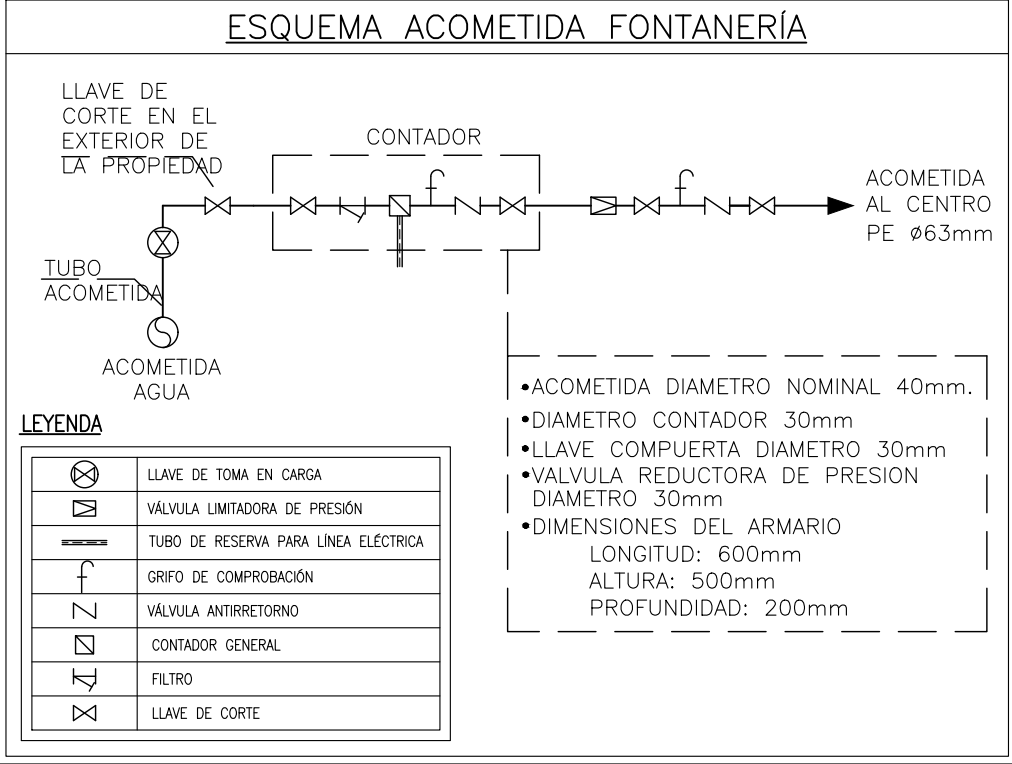 ESQUEMA ACOMETIDA FONTANERÍA
LLAVE DE
CORTE EN EL
EXTERIOR DE
LA PROPIEDAD
CONTADOR
ACOMETIDA
AL CENTRO
PE Ø63mm
TUBO
ACOMETIDA
ACOMETIDA
AGUA
•ACOMETIDA DIAMETRO NOMINAL 40mm.
•DIAMETRO CONTADOR 30mm
•LLAVE COMPUERTA DIAMETRO 30mm
•VALVULA REDUCTORA DE PRESION
DIAMETRO 30mm
•DIMENSIONES DEL ARMARIO
LONGITUD: 600mm
ALTURA: 500mm
PROFUNDIDAD: 200mm
LEYENDA
LLAVE DE TOMA EN CARGA
VÁLVULA LIMITADORA DE PRESIÓN
TUBO DE RESERVA PARA LÍNEA ELÉCTRICA
GRIFO DE COMPROBACIÓN
VÁLVULA ANTIRRETORNO
CONTADOR GENERAL
FILTRO
LLAVE DE CORTE